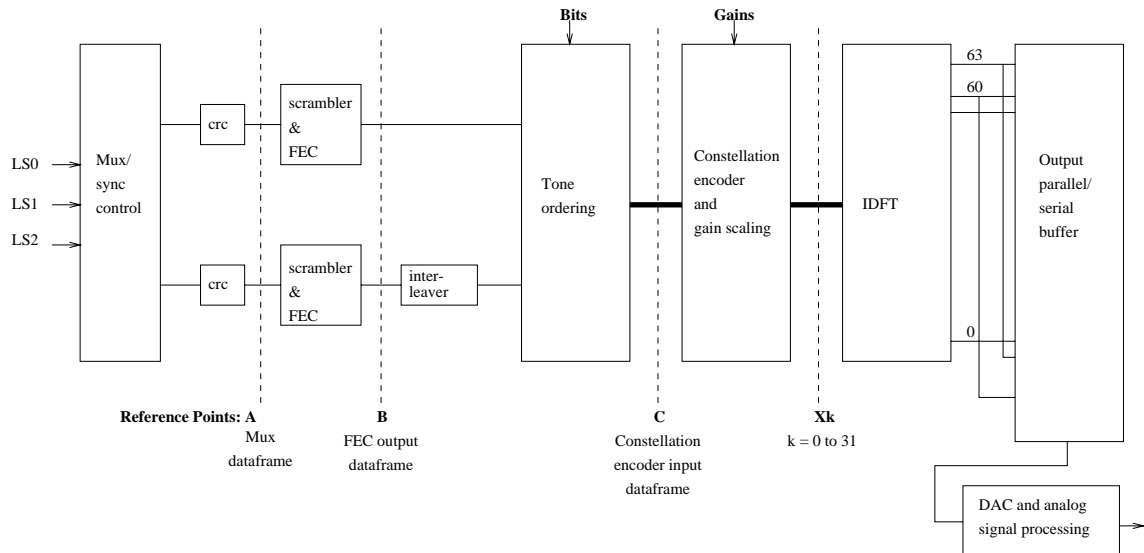 Bits
Gains
63
60
0
LS0
LS1
LS2
Mux/
sync
control
crc
scrambler
&
FEC
crc
scrambler
&
FEC
inter-
leaver
Tone
ordering
Constellation
encoder
and
gain scaling
IDFT
Output
parallel/
serial
buffer
Reference Points: A
Mux
dataframe
B
FEC output
dataframe
C
Constellation
encoder input
dataframe
Xk
k = 0 to 31
DAC and analog
signal processing